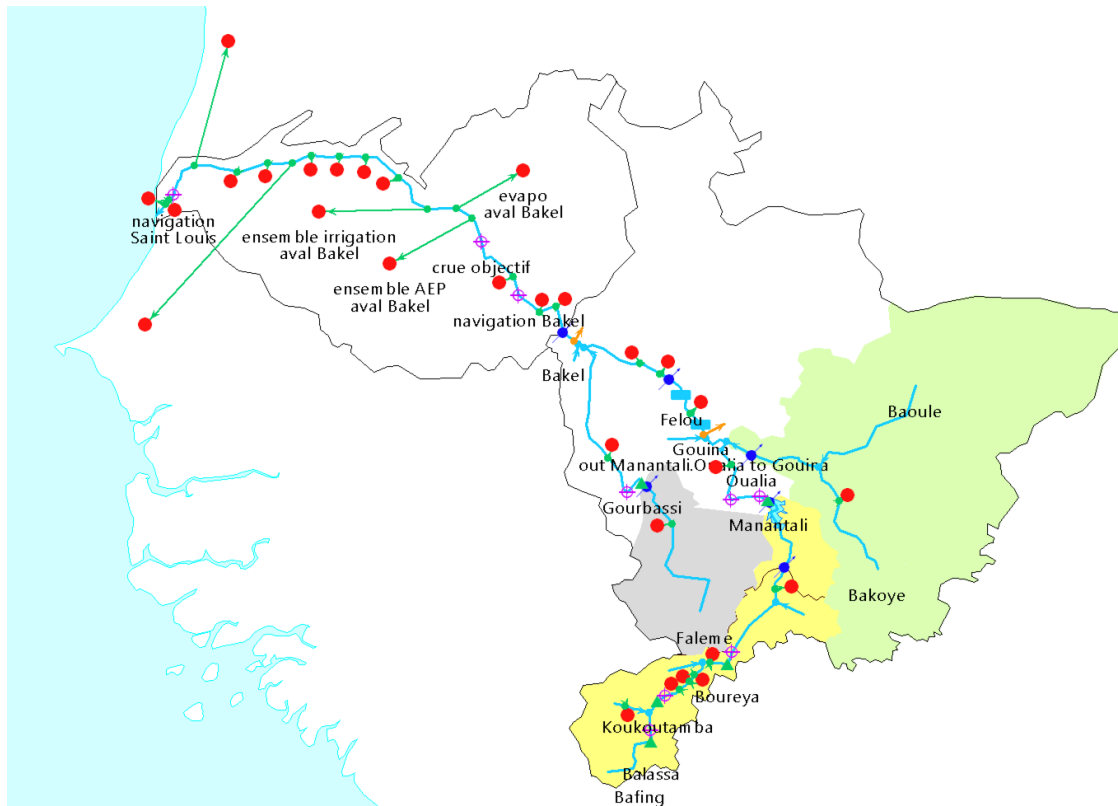 evapo
aval Bakel
navigation
Saint Louis
ensemble irrigation
aval Bakel
crue objectif
ensemble AEP
aval Bakel
navigation Bakel
Bakel
Felou
Baoule
Gouina
out Manantali.Oualia to Gouina
Oualia
Gourbassi
Manantali
Bakoye
Faleme
Boureya
Koukoutamba
Balassa
Bafing